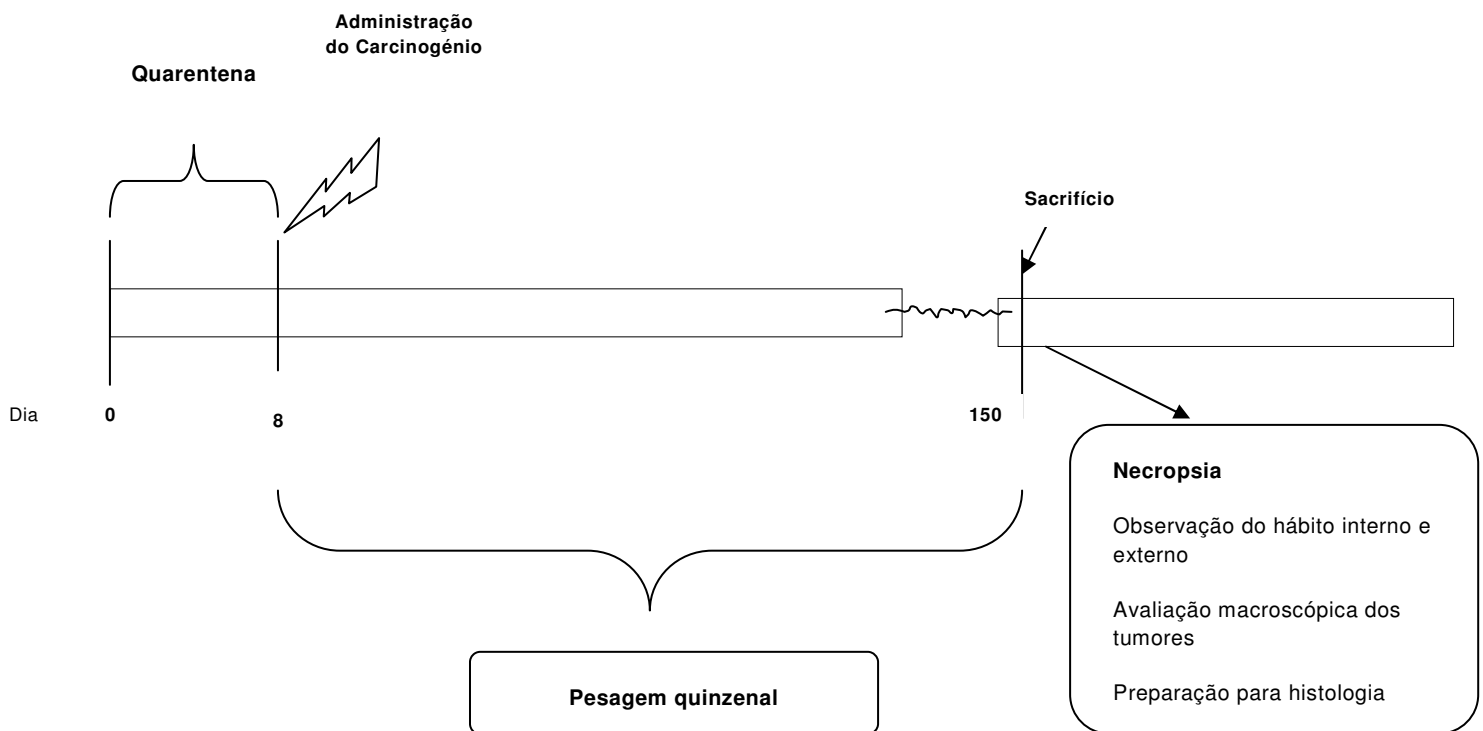 Administração
do Carcinogénio
Quarentena
Sacrifício
Dia 0 8 150
Necropsia
Observação do hábito interno e
externo
Avaliação macroscópica dos
tumores
Preparação para histologia
Pesagem quinzenal